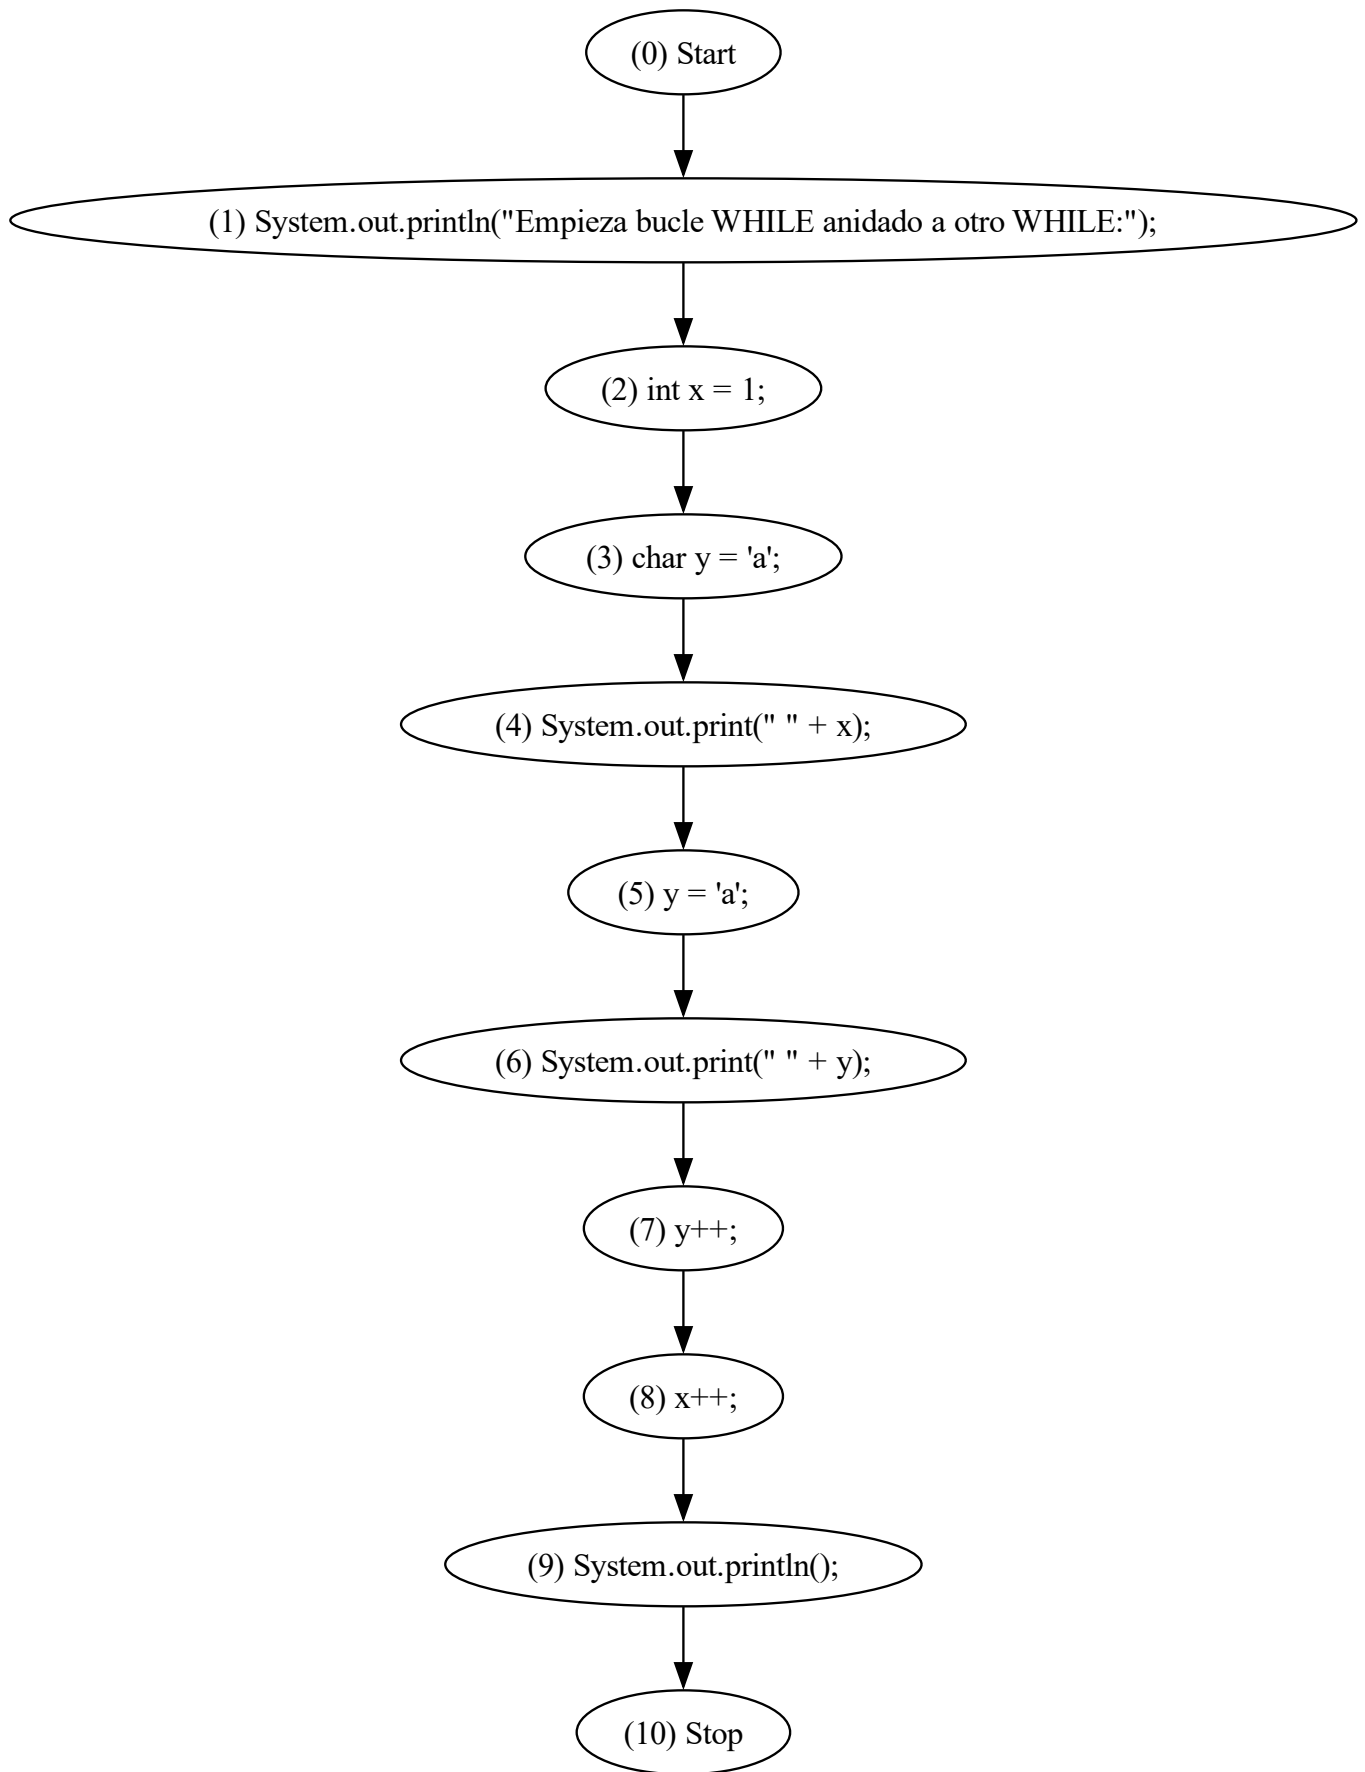 (0) Start
(1) System.out.println("Empieza bucle WHILE anidado a otro WHILE:");
(2) int x = 1;
(3) char y = 'a';
(4) System.out.print(" " + x);
(5) y = 'a';
(6) System.out.print(" " + y);
(7) y++;
(8) x++;
(9) System.out.println();
(10) Stop